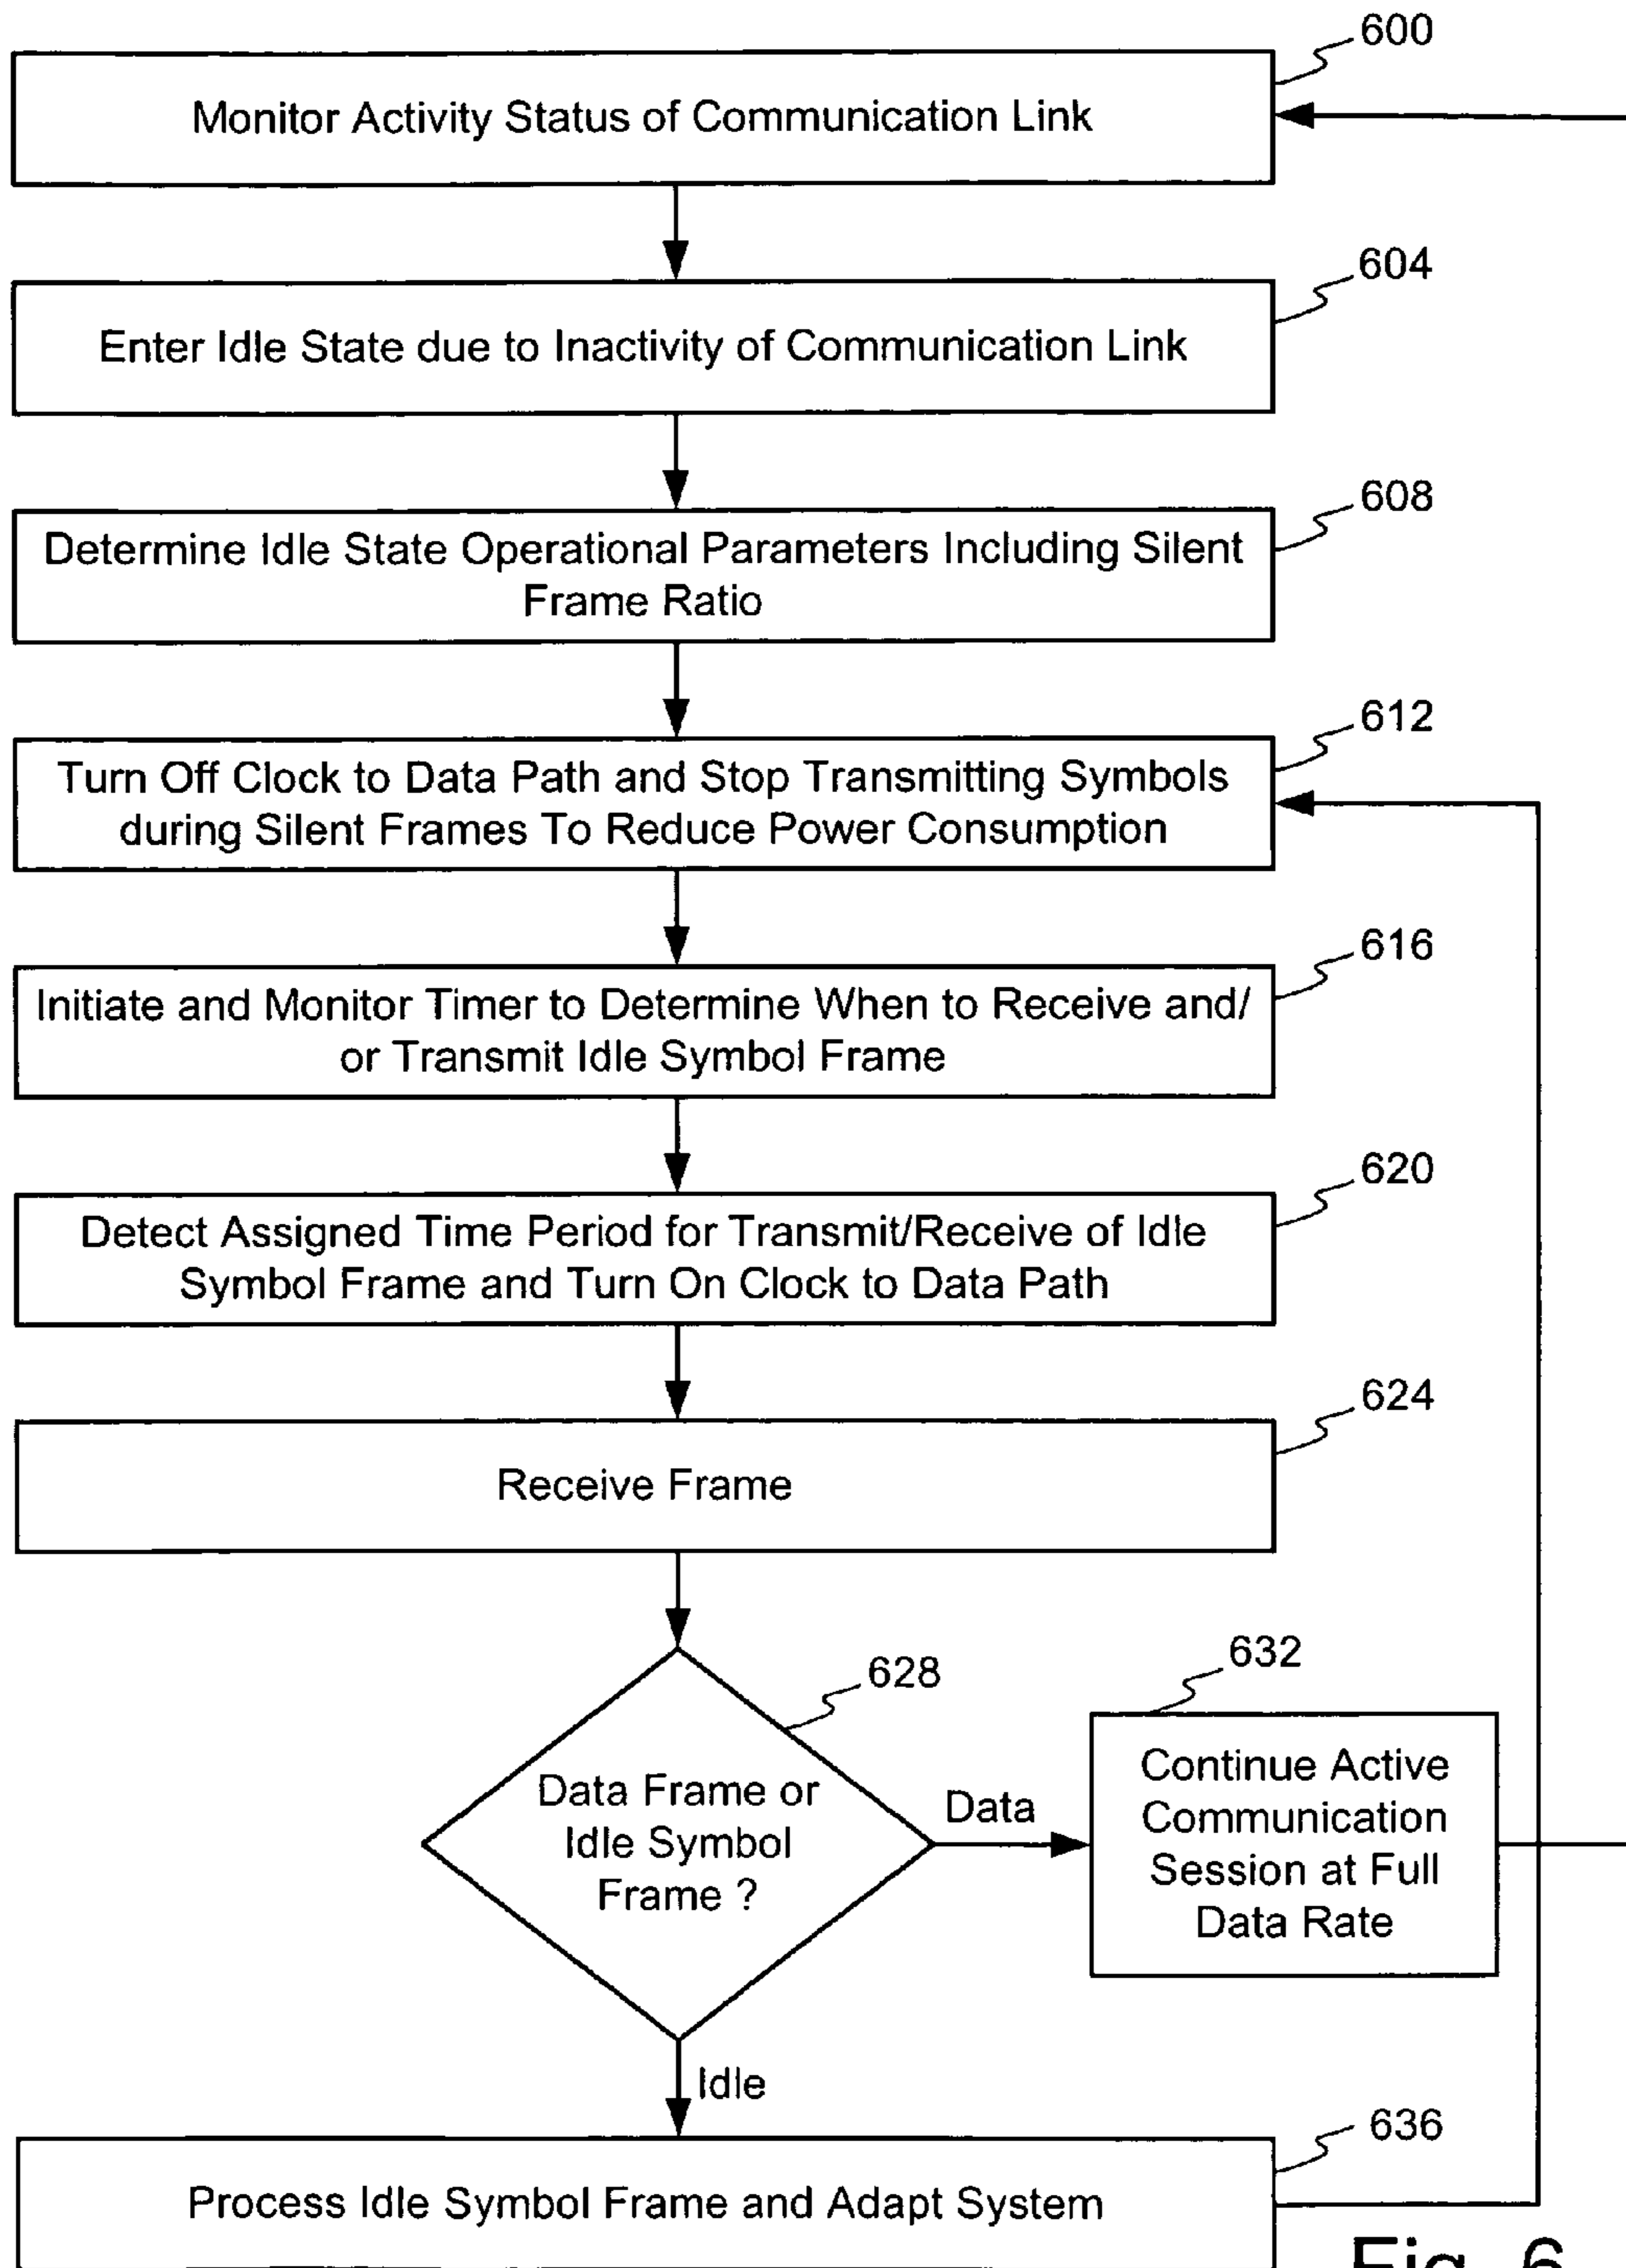 600
Monitor Activity Status of Communication Link
604
Enter Idle State due to Inactivity of Communication Link
608
Determine Idle State Operational Parameters Including Silent
Frame Ratio
612
Turn Off Clock to Data Path and Stop Transmitting Symbols
during Silent Frames To Reduce Power Consumption
616
Initiate and Monitor Timer to Determine When to Receive and/
or Transmit Idle Symbol Frame
620
Detect Assigned Time Period for Transmit/Receive of Idle
Symbol Frame and Turn On Clock to Data Path
624
Receive Frame
628
Data Frame or
Idle Symbol
Frame ?
Data
632
Continue Active
Communication
Session at Full
Data Rate
Idle
636
Process Idle Symbol Frame and Adapt System
Fig. 6